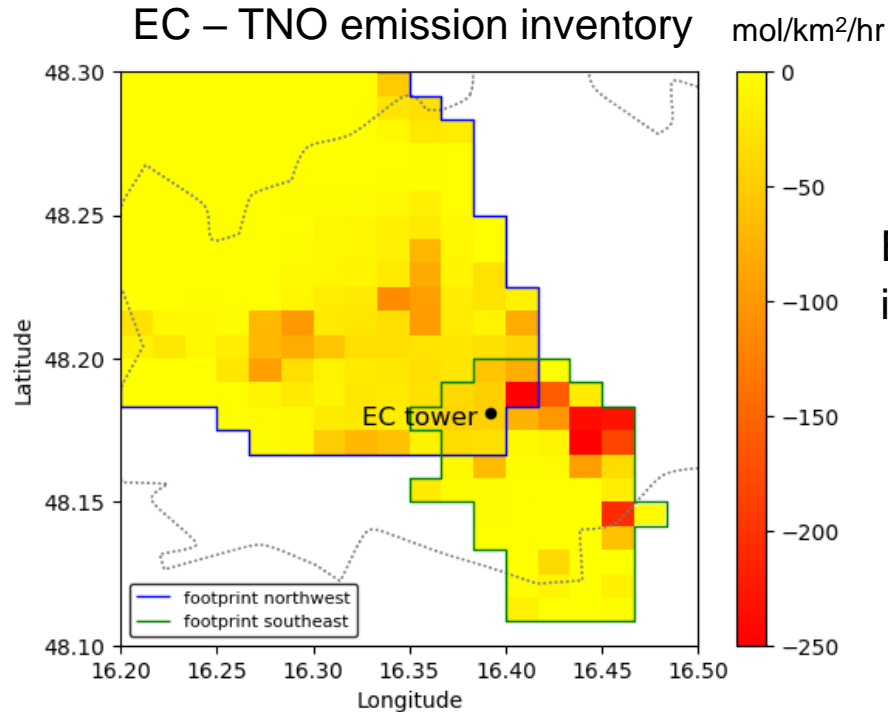 EC – TNO emission inventory
mol/km²/hr
48.30
48.25
48.20
48.15
48.10
Latitude
EC tower
footprint northwest
footprint southeast
16.20
16.25
16.30
16.35
16.40
16.45
16.50
Longitude
0
−50
−100
−150
−200
−250
i